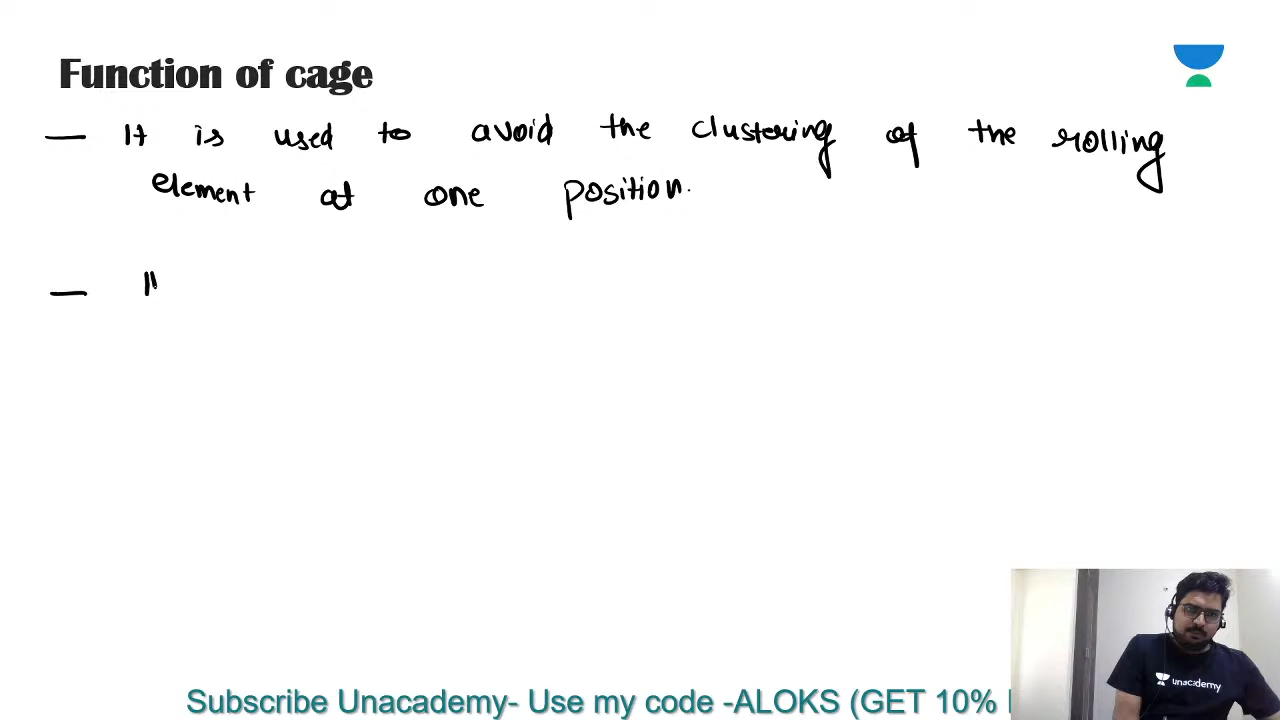 Function of cage
— It is used to avoid the clustering of the rolling
element at one position.
—
unacademy
Subscribe Unacademy- Use my code -ALOKS (GET 10%